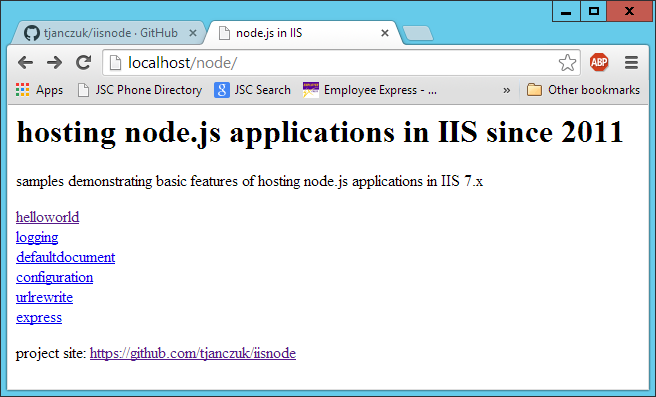 tjanczuk/iisnode · GitHub
node.js in IIS
localhost/node/
ABP
Apps
JSC Phone Directory
JSC Search
Employee Express - ...
»
Other bookmarks
hosting node.js applications in IIS since 2011
samples demonstrating basic features of hosting node.js applications in IIS 7.x
helloworld
logging
defaultdocument
configuration
urlrewrite
express
project site: https://github.com/tjanczuk/iisnode